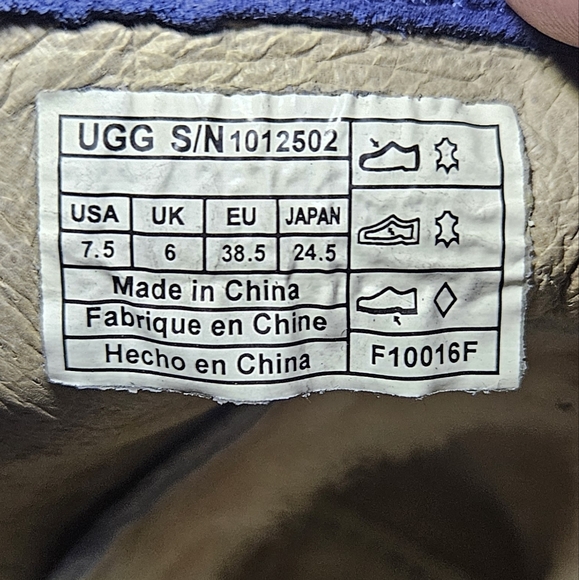 UGG S/N 1012502
USA UK EU JAPAN
7.5 6 38.5 24.5
Made in China
Fabrique en Chine
Hecho en China
F10016F